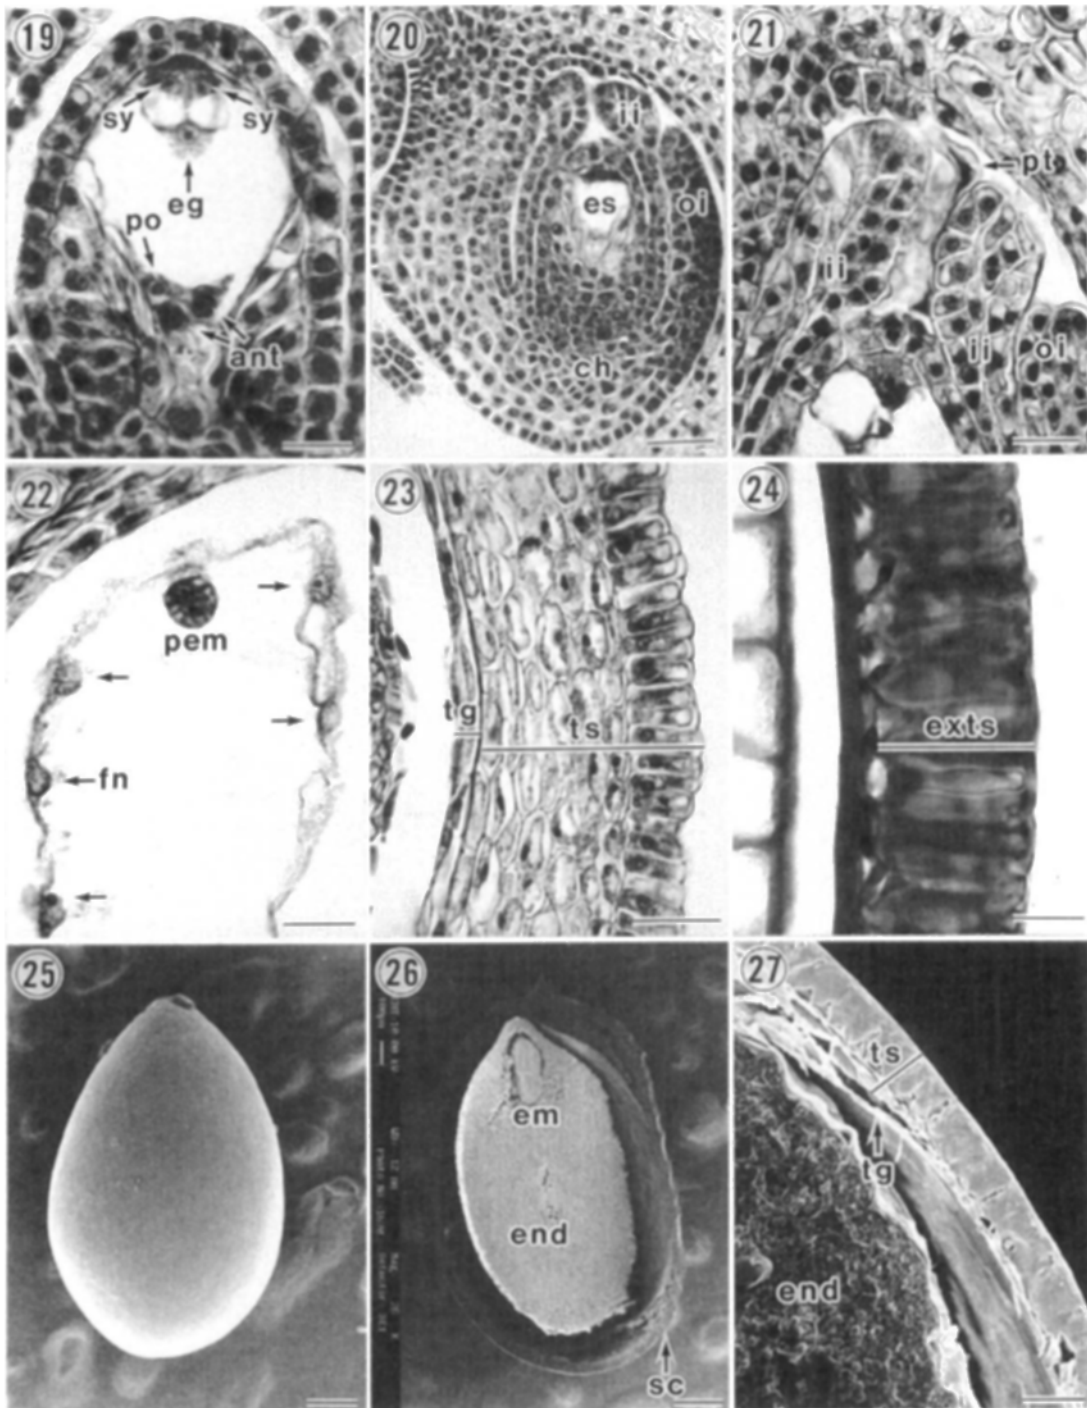 19
sy
sy
eg
po
ant
20
ii
es
oi
ch
21
pt
ii
ii
oi
22
pem
fn
23
tg
ts
24
exts
25
26
em
end
sc
27
ts
tg
end